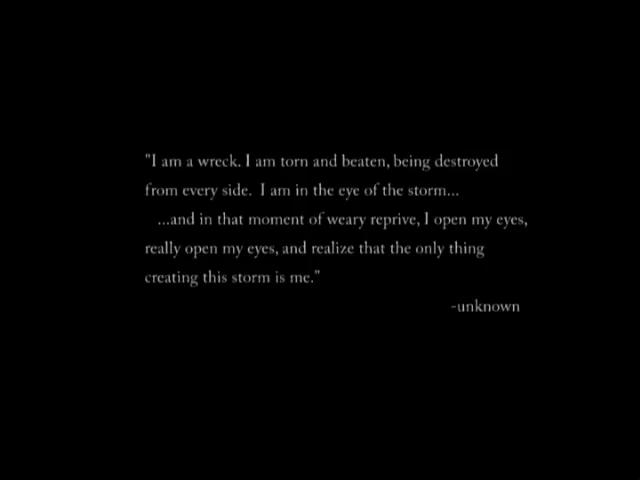 "I am a wreck. I am torn and beaten, being destroyed
from every side.  I am in the eye of the storm...
...and in that moment of weary reprive, I open my eyes,
really open my eyes, and realize that the only thing
creating this storm is me."
-unknown